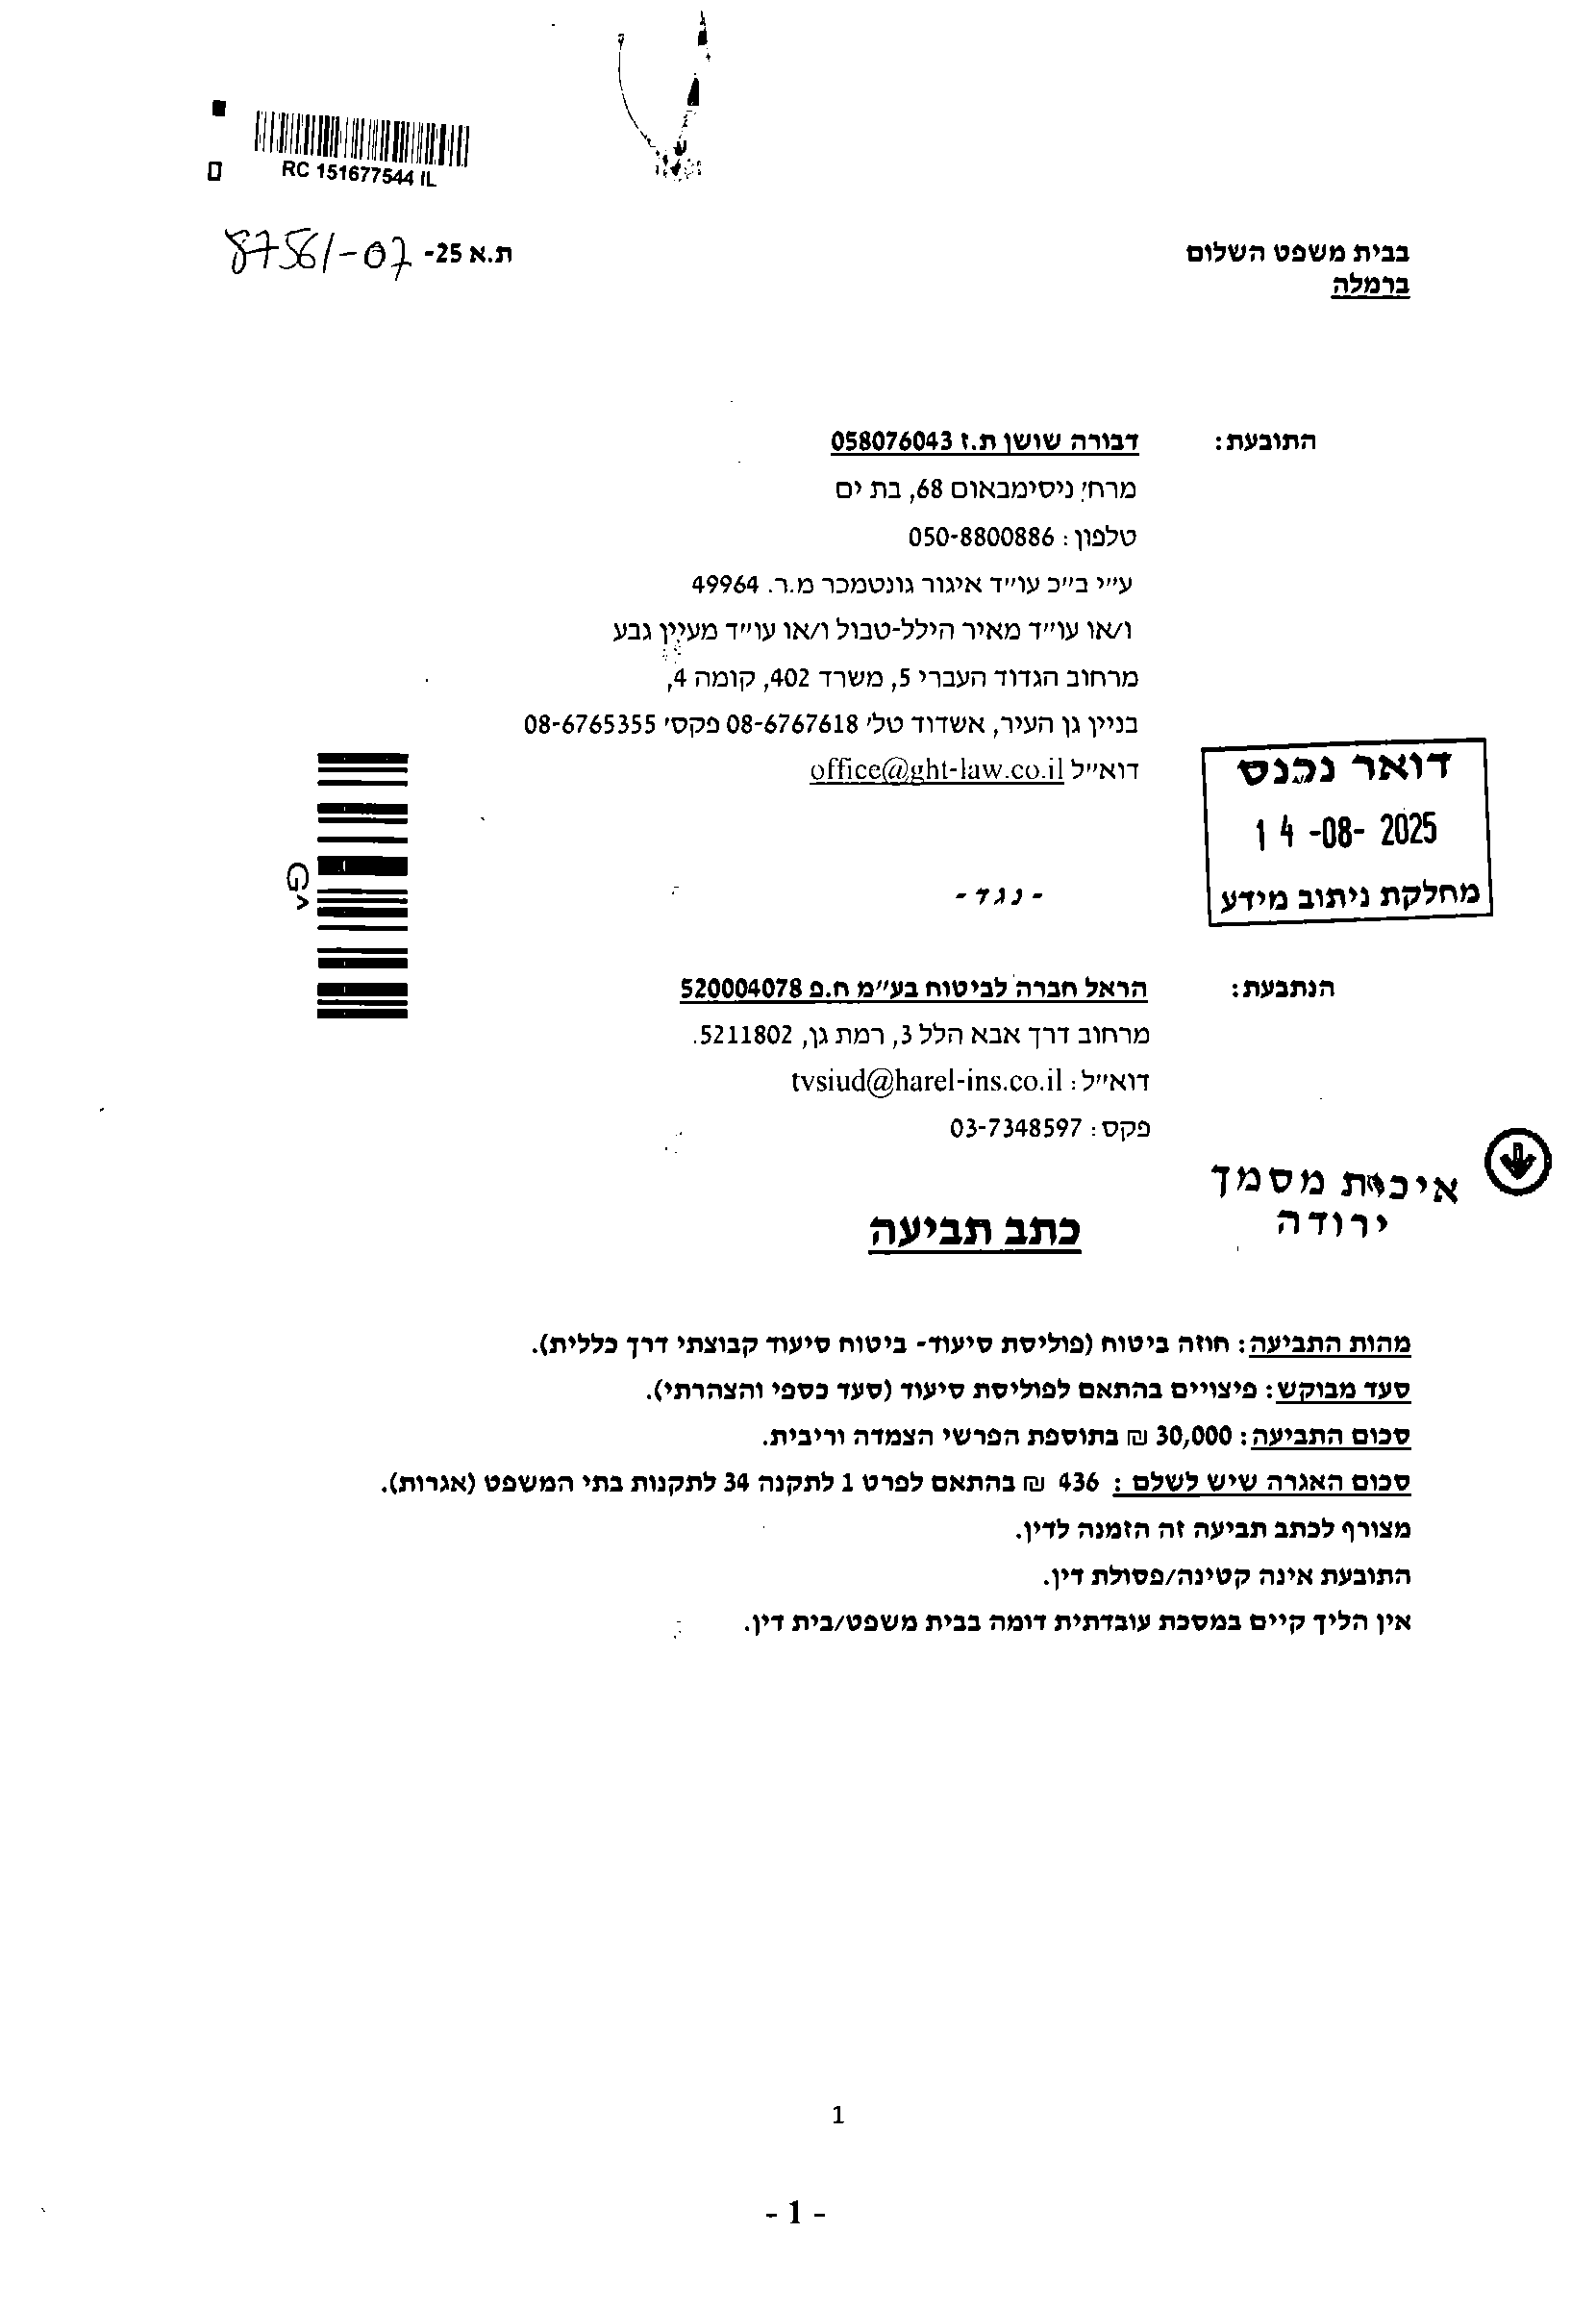 RC 151677544 IL
בבית משפט השלום
ברמלה
ת.א 25- 8756/-07
התובעת:
דבורה שושן ת.ז 058076043
מרח' ניסימבאום 68, בת ים
טלפון: 050-8800886
ע"י ב"כ עו"ד איגור גונטמכר מ.ר. 49964
ו/או עו"ד מאיר הילל-טבול ו/או עו"ד מעיין גבע
מרחוב הגדוד העברי 5, משרד 402, קומה 4,
בניין גן העיר, אשדוד טל' 08-6767618 פקס' 08-6765355
דוא"ל office@ght-law.co.il
דואר נכנס
14 -08- 2025
מחלקת ניתוב מידע
G^
- נגד -
הנתבעת:
הראל חברה לביטוח בע"מ ח.פ 520004078
מרחוב דרך אבא הלל 3, רמת גן, 5211802.
דוא"ל: tvsiud@harel-ins.co.il
פקס: 03-7348597
איכות מסמך
ירודה
כתב תביעה
מהות התביעה: חוזה ביטוח (פוליסת סיעוד- ביטוח סיעוד קבוצתי דרך כללית).
סעד מבוקש: פיצויים בהתאם לפוליסת סיעוד (סעד כספי והצהרתי).
סכום התביעה: 30,000 ₪ בתוספת הפרשי הצמדה וריבית.
סכום האגרה שיש לשלם: 436 ₪ בהתאם לפרט 1 לתקנה 34 לתקנות בתי המשפט (אגרות).
מצורף לכתב תביעה זה הזמנה לדין.
התובעת אינה קטינה/פסולת דין.
אין הליך קיים במסכת עובדתית דומה בבית משפט/בית דין.
1
- 1 -